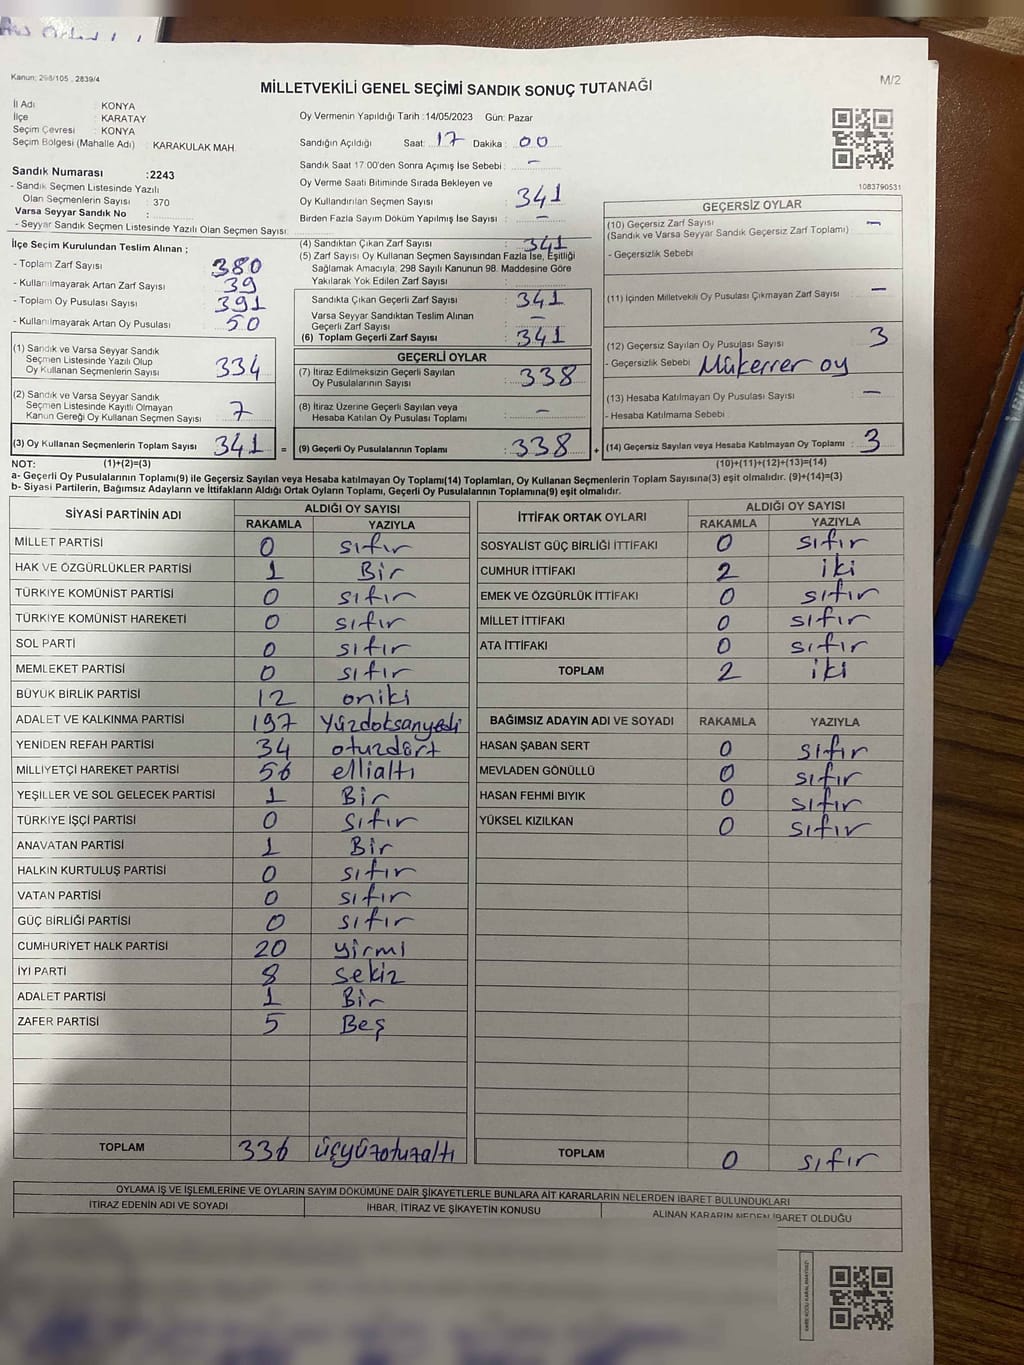 Kanun: 298/105 , 2839/4
MİLLETVEKİLİ GENEL SEÇİMİ SANDIK SONUÇ TUTANAĞI
M/2
İl Adı : KONYA
İlçe : KARATAY
Seçim Çevresi : KONYA
Seçim Bölgesi (Mahalle Adı) : KARAKULAK MAH.
Sandık Numarası :2243
- Sandık Seçmen Listesinde Yazılı
Olan Seçmenlerin Sayısı : 370
Varsa Seyyar Sandık No :
- Seyyar Sandık Seçmen Listesinde Yazılı Olan Seçmen Sayısı:
Oy Vermenin Yapıldığı Tarih :14/05/2023 Gün: Pazar
Sandığın Açıldığı Saat: 17 Dakika : 00
Sandık Saat 17:00'den Sonra Açımış İse Sebebi : -
Oy Verme Saati Bitiminde Sırada Bekleyen ve
Oy Kullandırılan Seçmen Sayısı : 341
Birden Fazla Sayım Döküm Yapılmış İse Sayısı : -
1083790531
İlçe Seçim Kurulundan Teslim Alınan ;
- Toplam Zarf Sayısı : 380
- Kullanılmayarak Artan Zarf Sayısı : 39
- Toplam Oy Pusulası Sayısı : 391
- Kullanılmayarak Artan Oy Pusulası : 50
(1) Sandık ve Varsa Seyyar Sandık
Seçmen Listesinde Yazılı Olup
Oy Kullanan Seçmenlerin Sayısı : 334
(2) Sandık ve Varsa Seyyar Sandık
Seçmen Listesinde Kayıtlı Olmayan
Kanun Gereği Oy Kullanan Seçmen Sayısı : 7
(3) Oy Kullanan Seçmenlerin Toplam Sayısı : 341 =
(4) Sandıktan Çıkan Zarf Sayısı : 341
(5) Zarf Sayısı Oy Kullanan Seçmen Sayısından Fazla İse, Eşitliği
Sağlamak Amacıyla, 298 Sayılı Kanunun 98. Maddesine Göre
Yakılarak Yok Edilen Zarf Sayısı :
Sandıkta Çıkan Geçerli Zarf Sayısı : 341
Varsa Seyyar Sandıktan Teslim Alınan
Geçerli Zarf Sayısı : -
(6) Toplam Geçerli Zarf Sayısı : 341
GEÇERLİ OYLAR
(7) İtiraz Edilmeksizin Geçerli Sayılan
Oy Pusulalarının Sayısı : 338
(8) İtiraz Üzerine Geçerli Sayılan veya
Hesaba Katılan Oy Pusulası Toplamı : -
(9) Geçerli Oy Pusulalarının Toplamı : 338 +
GEÇERSİZ OYLAR
(10) Geçersiz Zarf Sayısı : -
(Sandık ve Varsa Seyyar Sandık Geçersiz Zarf Toplamı)
- Geçersizlik Sebebi
(11) İçinden Milletvekili Oy Pusulası Çıkmayan Zarf Sayısı : -
(12) Geçersiz Sayılan Oy Pusulası Sayısı : 3
- Geçersizlik Sebebi : Mükerrer oy
(13) Hesaba Katılmayan Oy Pusulası Sayısı : -
- Hesaba Katılmama Sebebi :
(14) Geçersiz Sayılan veya Hesaba Katılmayan Oy Toplamı : 3
NOT: (1)+(2)=(3)
(10)+(11)+(12)+(13)=(14)
a- Geçerli Oy Pusulalarının Toplamı(9) ile Geçersiz Sayılan veya Hesaba katılmayan Oy Toplamı(14) Toplamları, Oy Kullanan Seçmenlerin Toplam Sayısına(3) eşit olmalıdır. (9)+(14)=(3)
b- Siyasi Partilerin, Bağımsız Adayların ve İttifakların Aldığı Ortak Oyların Toplamı, Geçerli Oy Pusulalarının Toplamına(9) eşit olmalıdır.
SİYASİ PARTİNİN ADI ALDIĞI OY SAYISI
RAKAMLA YAZIYLA
MİLLET PARTİSİ 0 sıfır
HAK VE ÖZGÜRLÜKLER PARTİSİ 1 Bir
TÜRKİYE KOMÜNİST PARTİSİ 0 sıfır
TÜRKİYE KOMÜNİST HAREKETİ 0 sıfır
SOL PARTİ 0 sıfır
MEMLEKET PARTİSİ 0 sıfır
BÜYÜK BİRLİK PARTİSİ 12 oniki
ADALET VE KALKINMA PARTİSİ 197 Yüzdoksanyedi
YENİDEN REFAH PARTİSİ 34 otuzdört
MİLLİYETÇİ HAREKET PARTİSİ 56 ellialtı
YEŞİLLER VE SOL GELECEK PARTİSİ 1 Bir
TÜRKİYE İŞÇİ PARTİSİ 0 sıfır
ANAVATAN PARTİSİ 1 Bir
HALKIN KURTULUŞ PARTİSİ 0 sıfır
VATAN PARTİSİ 0 sıfır
GÜÇ BİRLİĞİ PARTİSİ 0 sıfır
CUMHURİYET HALK PARTİSİ 20 yirmi
İYİ PARTİ 8 sekiz
ADALET PARTİSİ 1 Bir
ZAFER PARTİSİ 5 Beş
TOPLAM 336 üçyüzotuzaltı
İTTİFAK ORTAK OYLARI ALDIĞI OY SAYISI
RAKAMLA YAZIYLA
SOSYALİST GÜÇ BİRLİĞİ İTTİFAKI 0 sıfır
CUMHUR İTTİFAKI 2 iki
EMEK VE ÖZGÜRLÜK İTTİFAKI 0 sıfır
MİLLET İTTİFAKI 0 sıfır
ATA İTTİFAKI 0 sıfır
TOPLAM 2 iki
BAĞIMSIZ ADAYIN ADI VE SOYADI RAKAMLA YAZIYLA
HASAN ŞABAN SERT 0 sıfır
MEVLADEN GÖNÜLLÜ 0 sıfır
HASAN FEHMİ BIYIK 0 sıfır
YÜKSEL KIZILKAN 0 sıfır
TOPLAM 0 sıfır
OYLAMA İŞ VE İŞLEMLERİNE VE OYLARIN SAYIM DÖKÜMÜNE DAİR ŞİKAYETLERLE BUNLARA AİT KARARLARIN NELERDEN İBARET BULUNDUKLARI
İTİRAZ EDENİN ADI VE SOYADI İHBAR, İTİRAZ VE ŞİKAYETİN KONUSU ALINAN KARARIN NEDEN İBARET OLDUĞU